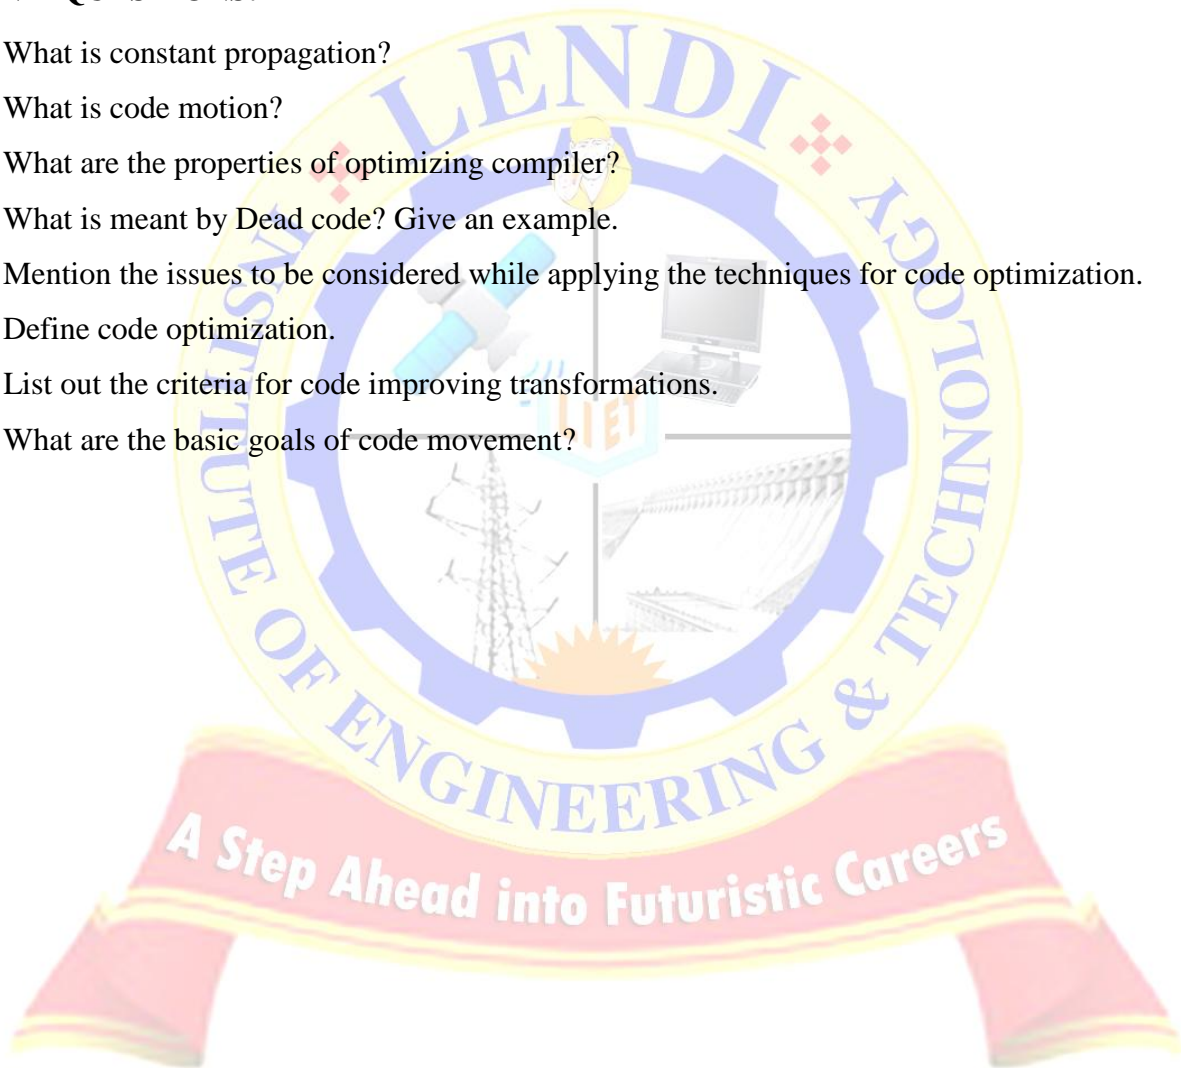 What is constant propagation?
What is code motion?
What are the properties of optimizing compiler?
What is meant by Dead code? Give an example.
Mention the issues to be considered while applying the techniques for code optimization.
Define code optimization.
List out the criteria for code improving transformations.
What are the basic goals of code movement?
LENDI
INSTITUTE OF ENGINEERING & TECHNOLOGY
LIET
A Step Ahead into Futuristic Careers